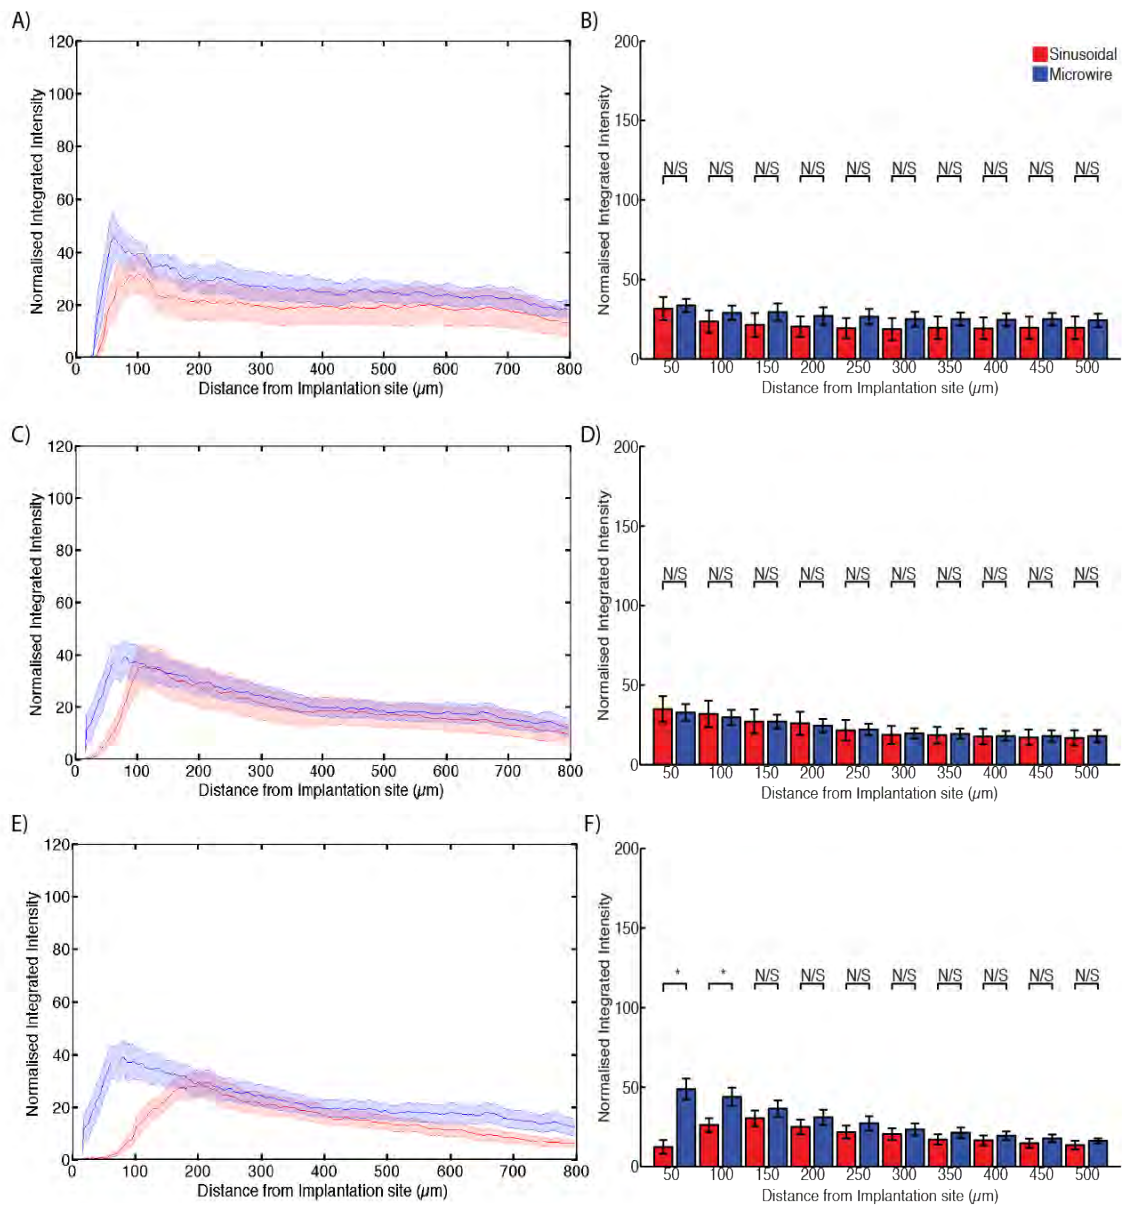 A)
120
100
80
60
40
20
0
Normalised Integrated Intensity
100 200 300 400 500 600 700 800
Distance from Implantation site (µm)
B)
200
150
100
50
0
Normalised Integrated Intensity
Sinusoidal
Microwire
N/S N/S N/S N/S N/S N/S N/S N/S N/S N/S
50 100 150 200 250 300 350 400 450 500
Distance from Implantation site (µm)
C)
120
100
80
60
40
20
0
Normalised Integrated Intensity
0 100 200 300 400 500 600 700 800
Distance from Implantation site (µm)
D)
200
150
100
50
0
Normalised Integrated Intensity
N/S N/S N/S N/S N/S N/S N/S N/S N/S N/S
50 100 150 200 250 300 350 400 450 500
Distance from Implantation site (µm)
E)
120
100
80
60
40
20
0
Normalised Integrated Intensity
0 100 200 300 400 500 600 700 800
Distance from Implantation site (µm)
F)
200
150
100
50
0
Normalised Integrated Intensity
* * N/S N/S N/S N/S N/S N/S N/S N/S
50 100 150 200 250 300 350 400 450 500
Distance from Implantation site (µm)